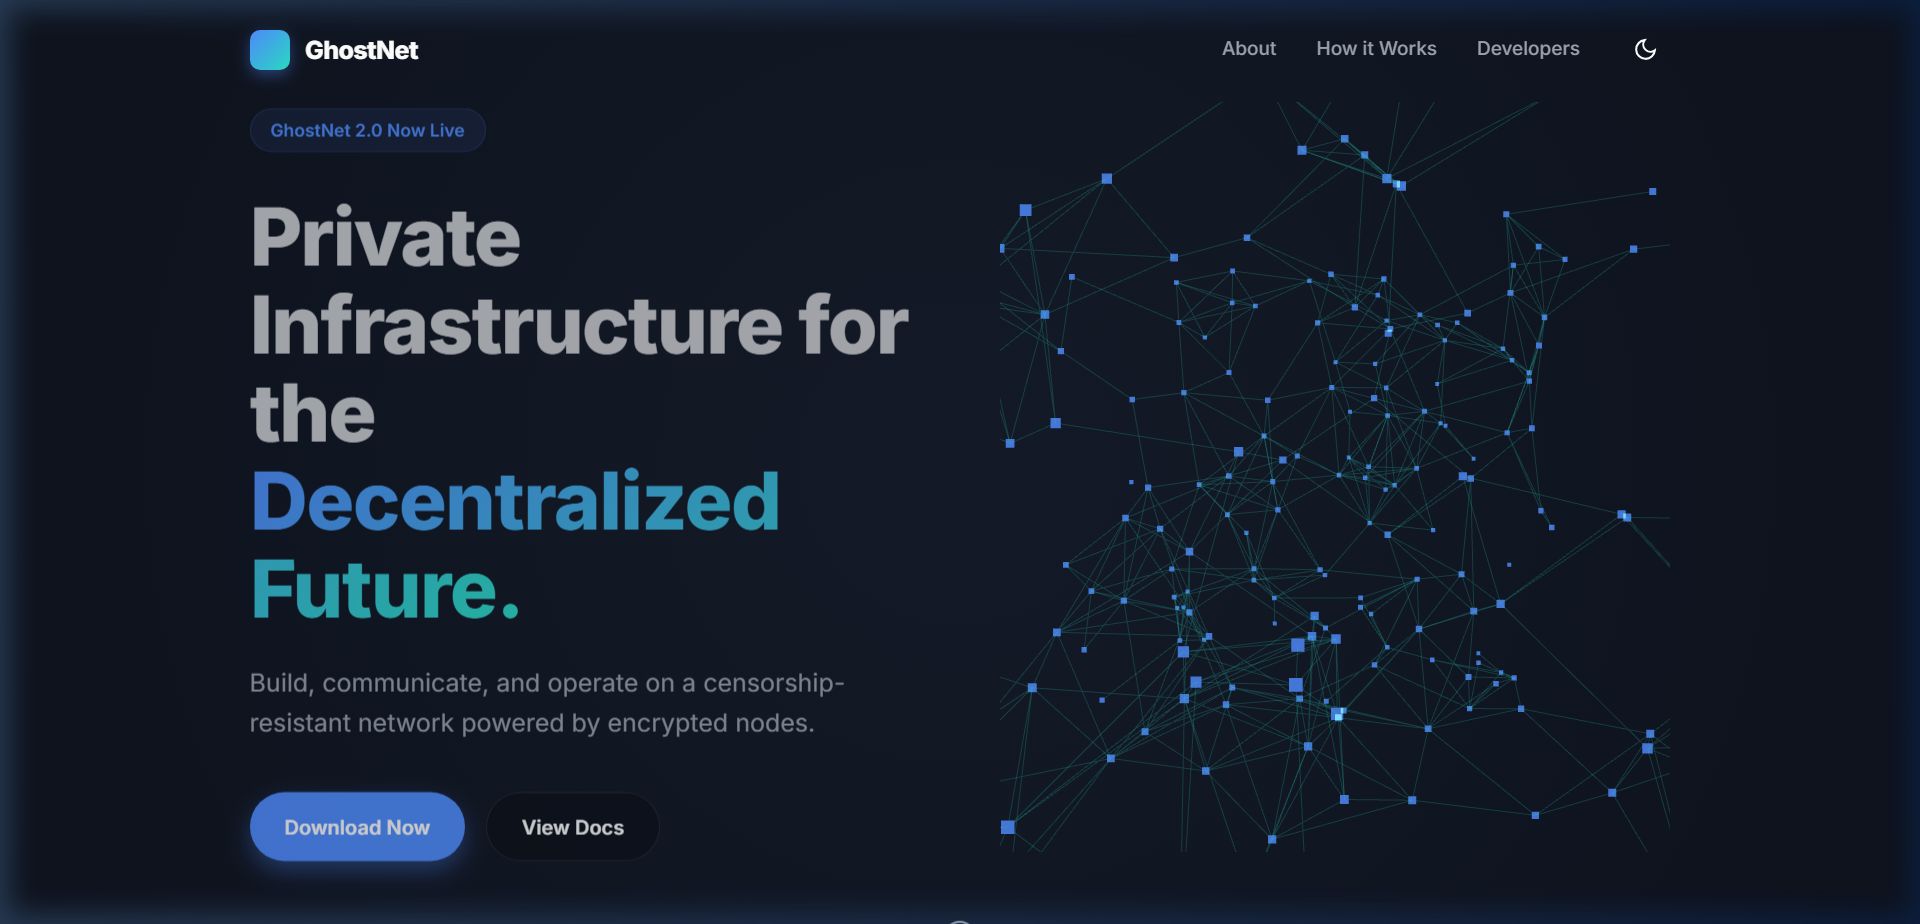 GhostNet
About
How it Works
Developers
GhostNet 2.0 Now Live
Private
Infrastructure for
the
Decentralized
Future.
Build, communicate, and operate on a censorship-
resistant network powered by encrypted nodes.
Download Now
View Docs